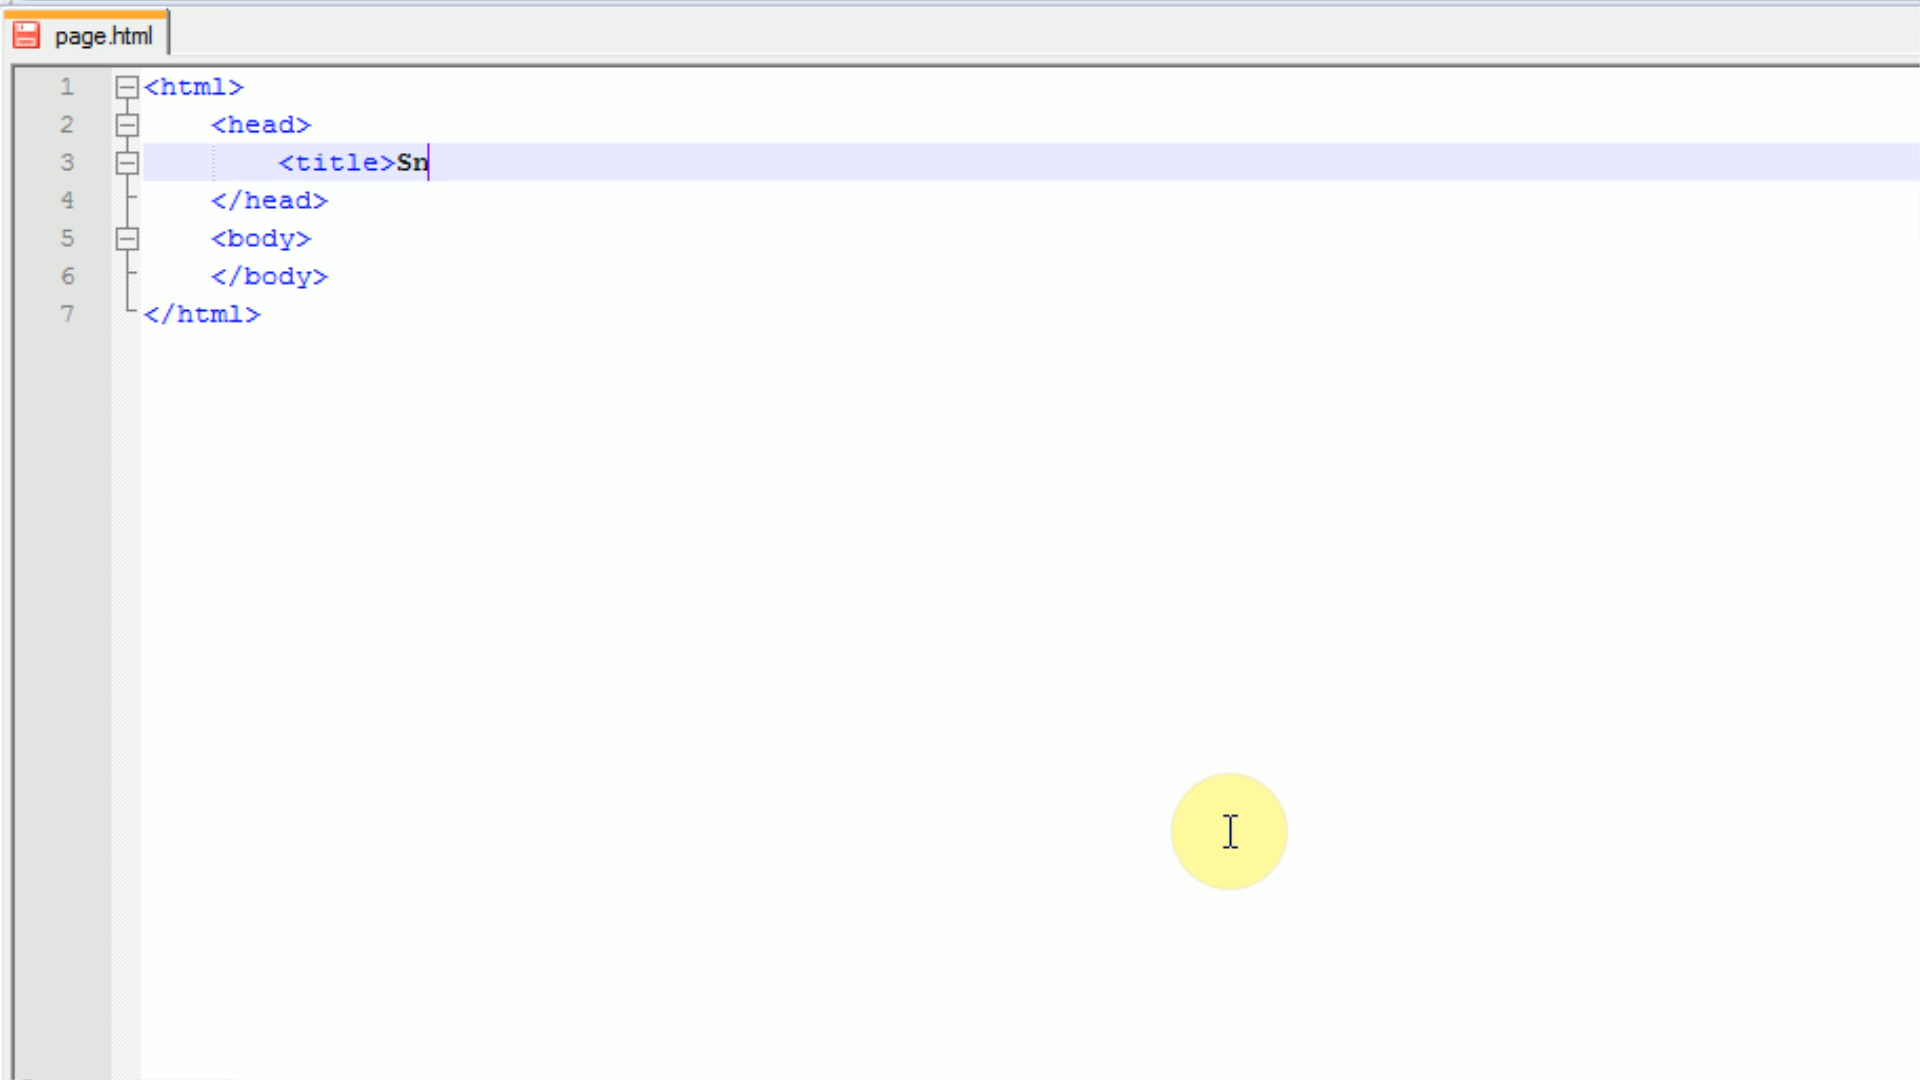 page.html
1 <html>
2 <head>
3 <title>Sn
4 </head>
5 <body>
6 </body>
7 </html>